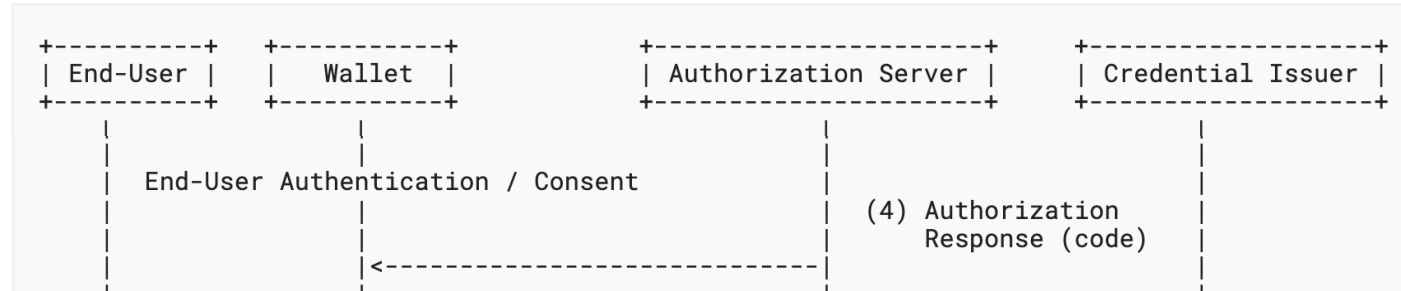 +----------+   +-----------+            +----------------------+     +-------------------+
| End-User |   |   Wallet  |            | Authorization Server |     | Credential Issuer |
+----------+   +-----------+            +----------------------+     +-------------------+
    |                |                              |                        |
    |                |                              |                        |
    |  End-User Authentication / Consent            |                        |
    |                |                              |  (4) Authorization     |
    |                |                              |      Response (code)   |
    |                |<-----------------------------|                        |
    |                |                              |                        |